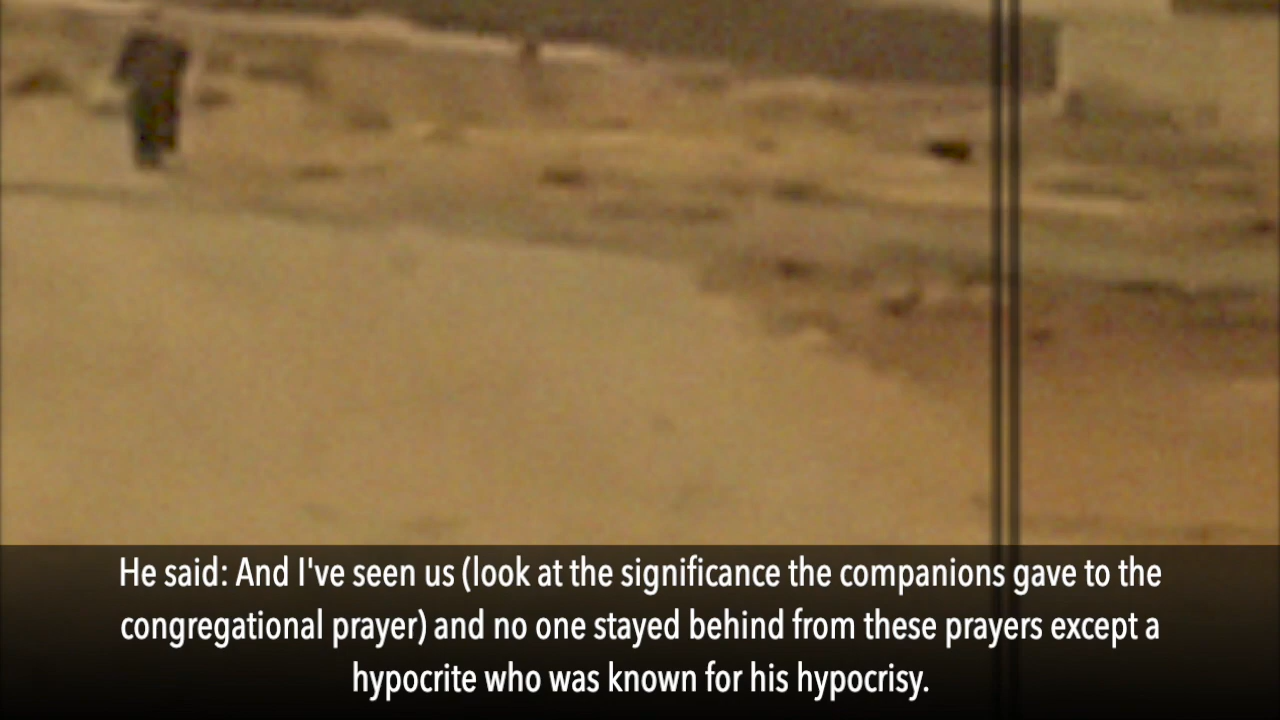 He said: And I've seen us (look at the significance the companions gave to the
congregational prayer) and no one stayed behind from these prayers except a
hypocrite who was known for his hypocrisy.